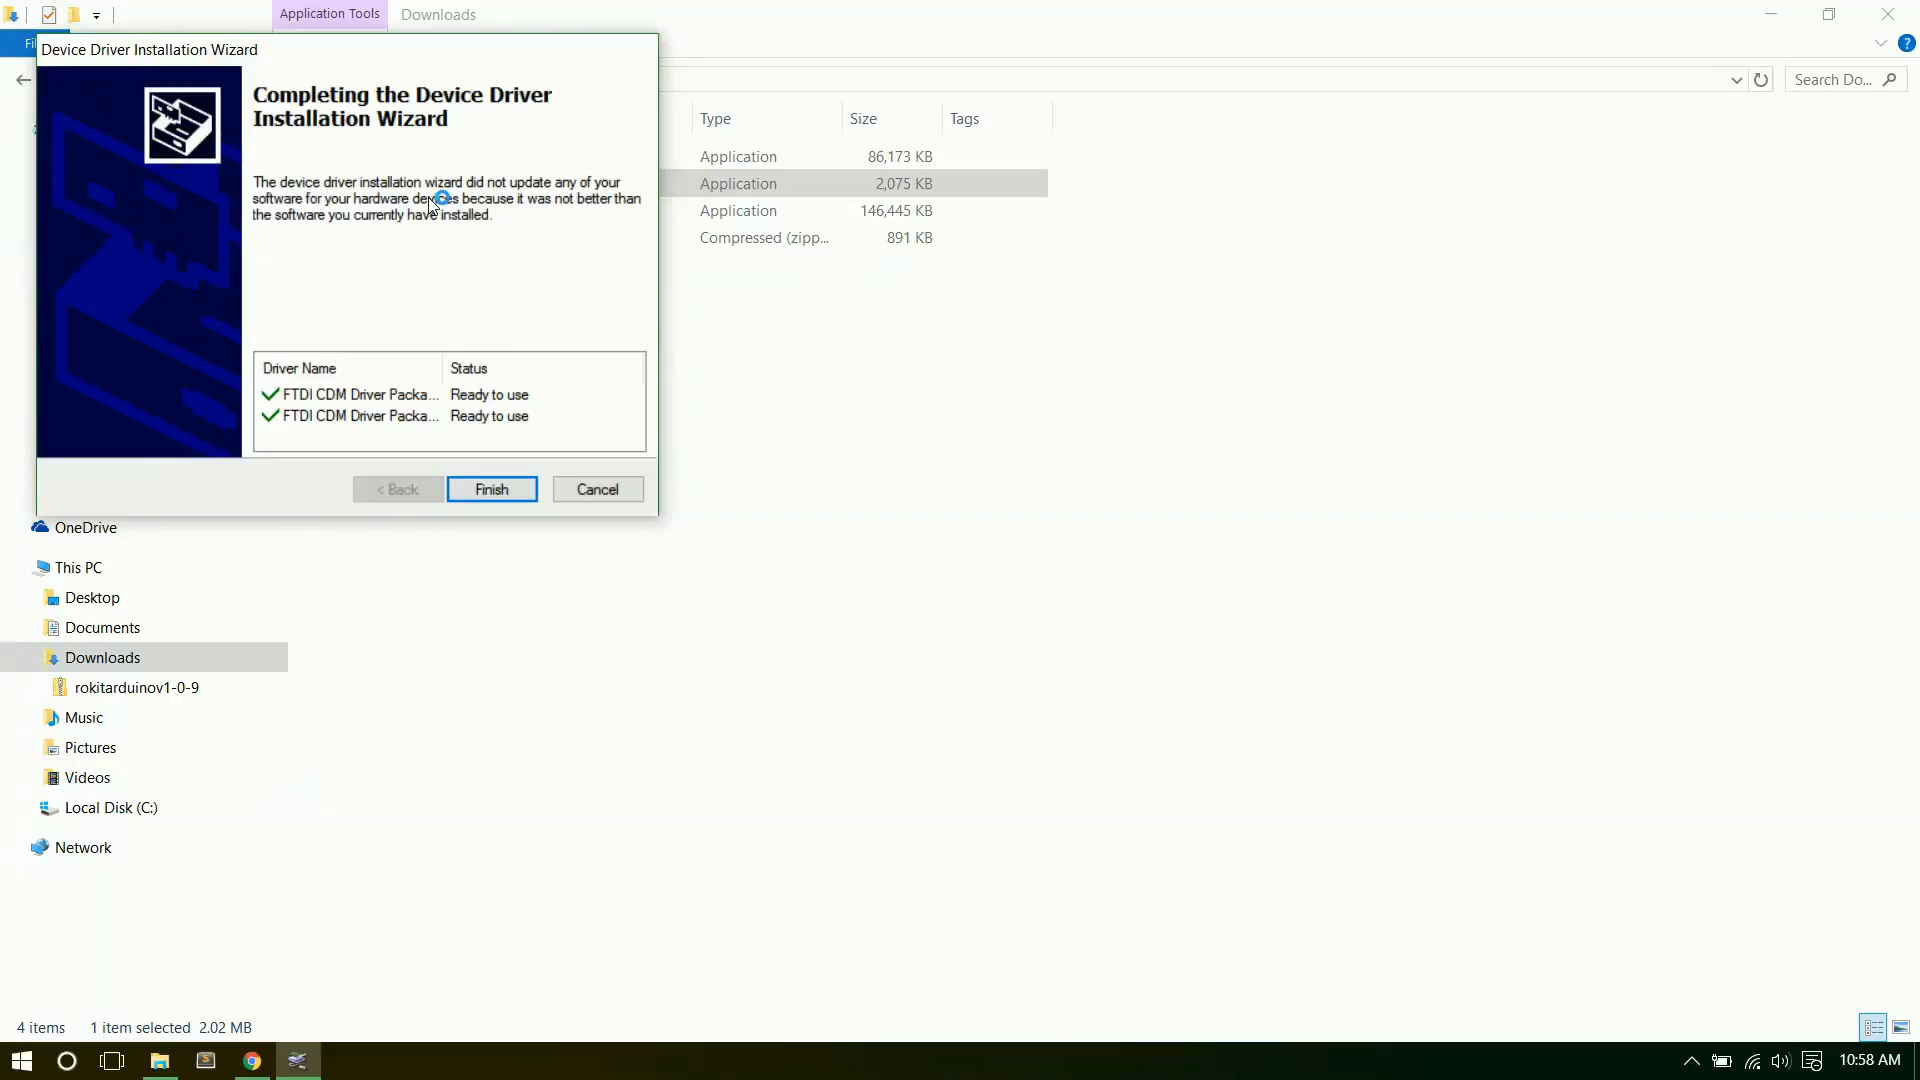 Application Tools
Downloads
Fil
Device Driver Installation Wizard
Search Do...
Completing the Device Driver
Installation Wizard
The device driver installation wizard did not update any of your
software for your hardware devices because it was not better than
the software you currently have installed.
Driver Name
Status
FTDI CDM Driver Packa...
Ready to use
FTDI CDM Driver Packa...
Ready to use
< Back
Finish
Cancel
Type
Size
Tags
Application
86,173 KB
Application
2,075 KB
Application
146,445 KB
Compressed (zipp...
891 KB
OneDrive
This PC
Desktop
Documents
Downloads
rokitarduinov1-0-9
Music
Pictures
Videos
Local Disk (C:)
Network
4 items
1 item selected
2.02 MB
10:58 AM